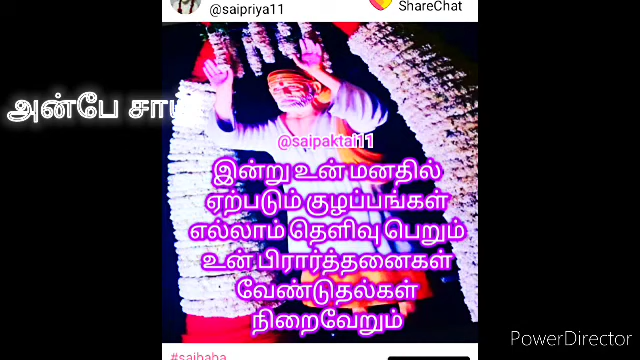 @saipriya11
ShareChat
அன்பே சாய்
@saipaktai11
இன்று உன் மனதில்
ஏற்படும் குழப்பங்கள்
எல்லாம் தெளிவு பெறும்
உன் பிரார்த்தனைகள்
வேண்டுதல்கள்
நிறைவேறும்
PowerDirector
#saibaba